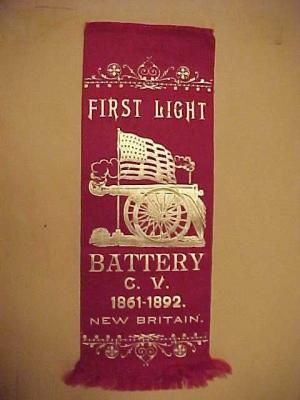 FIRST LIGHT
BATTERY
C. V.
1861-1892.
NEW BRITAIN.